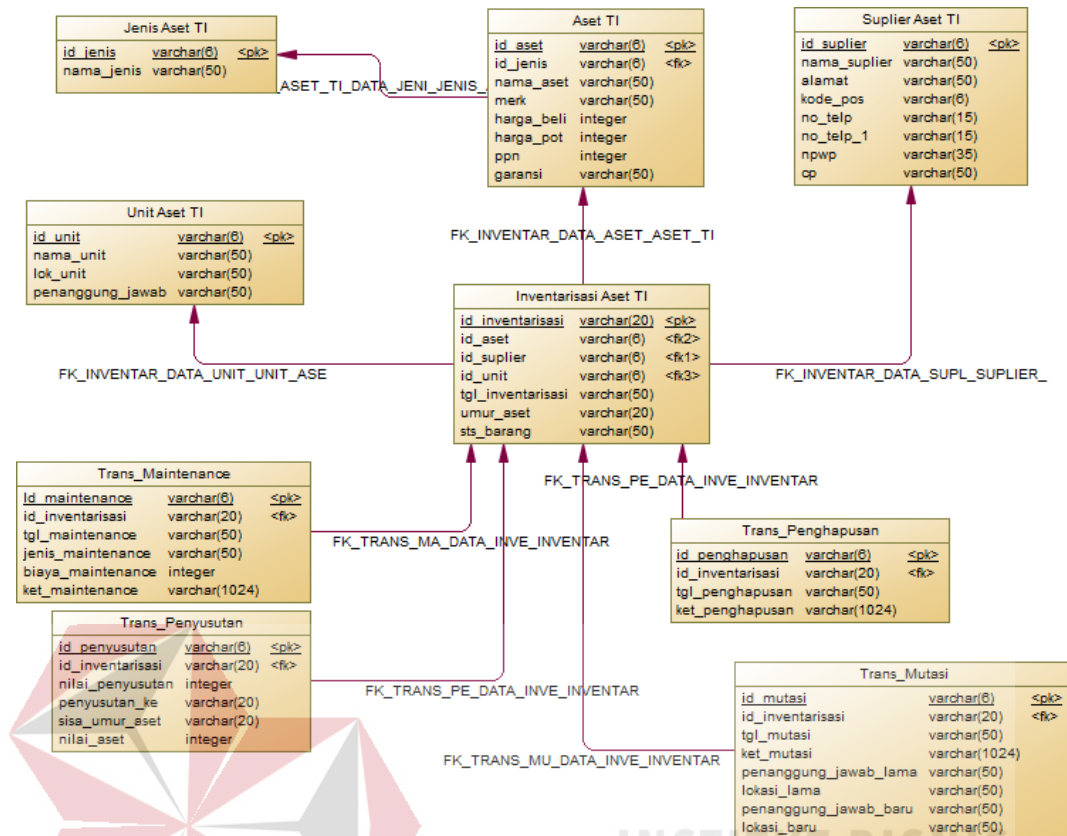 Jenis Aset TI
id_jenis varchar(6) <pk>
nama_jenis varchar(50)
Aset TI
id_aset varchar(6) <pk>
id_jenis varchar(6) <fk>
nama_aset varchar(50)
merk varchar(50)
harga_beli integer
harga_pot integer
ppn integer
garansi varchar(50)
Suplier Aset TI
id_suplier varchar(6) <pk>
nama_suplier varchar(50)
alamat varchar(50)
kode_pos varchar(6)
no_telp varchar(15)
no_telp_1 varchar(15)
npwp varchar(35)
cp varchar(50)
_ASET_TI_DATA_JENI_JENIS_
Unit Aset TI
id_unit varchar(6) <pk>
nama_unit varchar(50)
lok_unit varchar(50)
penanggung_jawab varchar(50)
FK_INVENTAR_DATA_ASET_ASET_TI
Inventarisasi Aset TI
id_inventarisasi varchar(20) <pk>
id_aset varchar(6) <fk2>
id_suplier varchar(6) <fk1>
id_unit varchar(6) <fk3>
tgl_inventarisasi varchar(50)
umur_aset varchar(20)
sts_barang varchar(50)
FK_INVENTAR_DATA_UNIT_UNIT_ASE
FK_INVENTAR_DATA_SUPL_SUPLIER_
Trans_Maintenance
Id_maintenance varchar(6) <pk>
id_inventarisasi varchar(20) <fk>
tgl_maintenance varchar(50)
jenis_maintenance varchar(50)
biaya_maintenance integer
ket_maintenance varchar(1024)
FK_TRANS_MA_DATA_INVE_INVENTAR
FK_TRANS_PE_DATA_INVE_INVENTAR
Trans_Penghapusan
id_penghapusan varchar(6) <pk>
id_inventarisasi varchar(20) <fk>
tgl_penghapusan varchar(50)
ket_penghapusan varchar(1024)
Trans_Penyusutan
id_penyusutan varchar(6) <pk>
id_inventarisasi varchar(20) <fk>
nilai_penyusutan integer
penyusutan_ke varchar(20)
sisa_umur_aset varchar(20)
nilai_aset integer
FK_TRANS_PE_DATA_INVE_INVENTAR
FK_TRANS_MU_DATA_INVE_INVENTAR
Trans_Mutasi
id_mutasi varchar(6) <pk>
id_inventarisasi varchar(20) <fk>
tgl_mutasi varchar(50)
ket_mutasi varchar(1024)
penanggung_jawab_lama varchar(50)
lokasi_lama varchar(50)
penanggung_jawab_baru varchar(50)
lokasi_baru varchar(50)